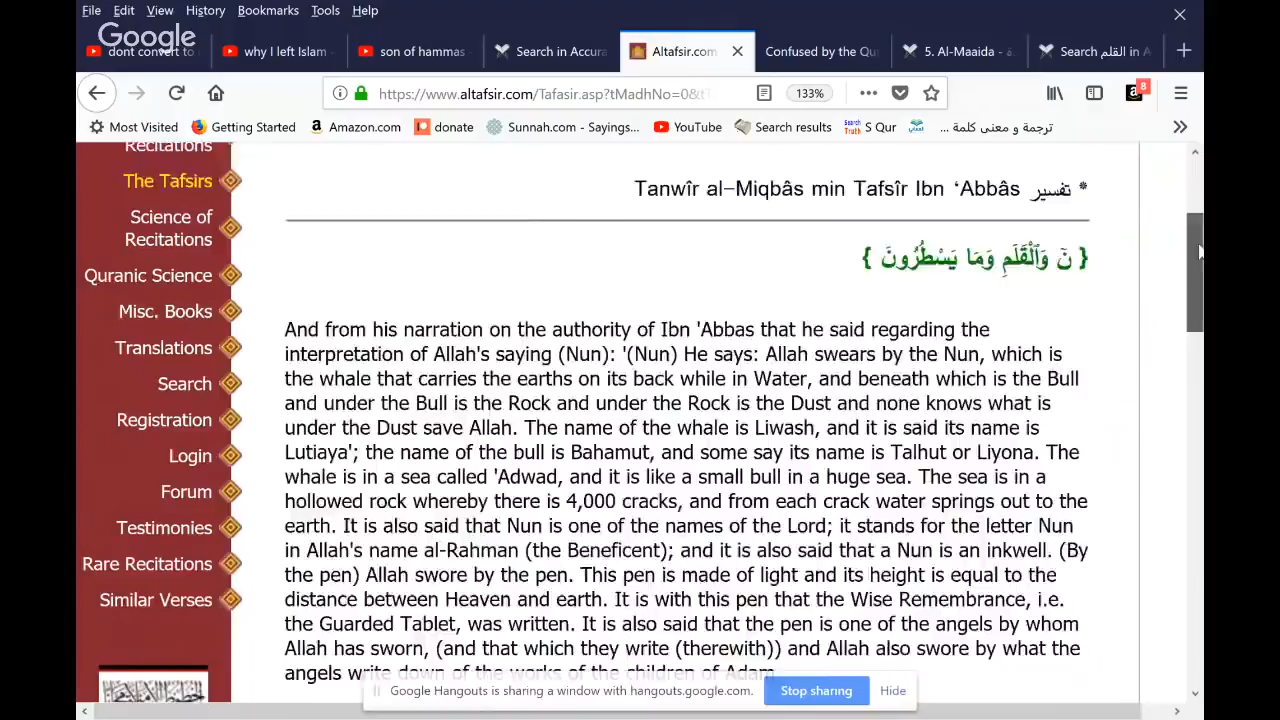 File Edit View History Bookmarks Tools Help
Google
dont convert to
why I left Islam
son of hammas
Search in Accura
Altafsir.com
Confused by the Qu
5. Al-Maaida - ة
Search القلم in A
https://www.altafsir.com/Tafasir.asp?tMadhNo=0&t
133%
8
Most Visited Getting Started Amazon.com donate Sunnah.com - Sayings... YouTube Search results S Qur ترجمة و معنى كلمة ...
Recitations
The Tafsirs
Science of
Recitations
Quranic Science
Misc. Books
Translations
Search
Registration
Login
Forum
Testimonies
Rare Recitations
Similar Verses
* تفسير Tanwîr al-Miqbâs min Tafsîr Ibn ‘Abbâs
{ نۤ وَٱلْقَلَمِ وَمَا يَسْطُرُونَ }
And from his narration on the authority of Ibn 'Abbas that he said regarding the
interpretation of Allah's saying (Nun): '(Nun) He says: Allah swears by the Nun, which is
the whale that carries the earths on its back while in Water, and beneath which is the Bull
and under the Bull is the Rock and under the Rock is the Dust and none knows what is
under the Dust save Allah. The name of the whale is Liwash, and it is said its name is
Lutiaya'; the name of the bull is Bahamut, and some say its name is Talhut or Liyona. The
whale is in a sea called 'Adwad, and it is like a small bull in a huge sea. The sea is in a
hollowed rock whereby there is 4,000 cracks, and from each crack water springs out to the
earth. It is also said that Nun is one of the names of the Lord; it stands for the letter Nun
in Allah's name al-Rahman (the Beneficent); and it is also said that a Nun is an inkwell. (By
the pen) Allah swore by the pen. This pen is made of light and its height is equal to the
distance between Heaven and earth. It is with this pen that the Wise Remembrance, i.e.
the Guarded Tablet, was written. It is also said that the pen is one of the angels by whom
Allah has sworn, (and that which they write (therewith)) and Allah also swore by what the
angels write down of the works of the children of Adam
Google Hangouts is sharing a window with hangouts.google.com.
Stop sharing
Hide